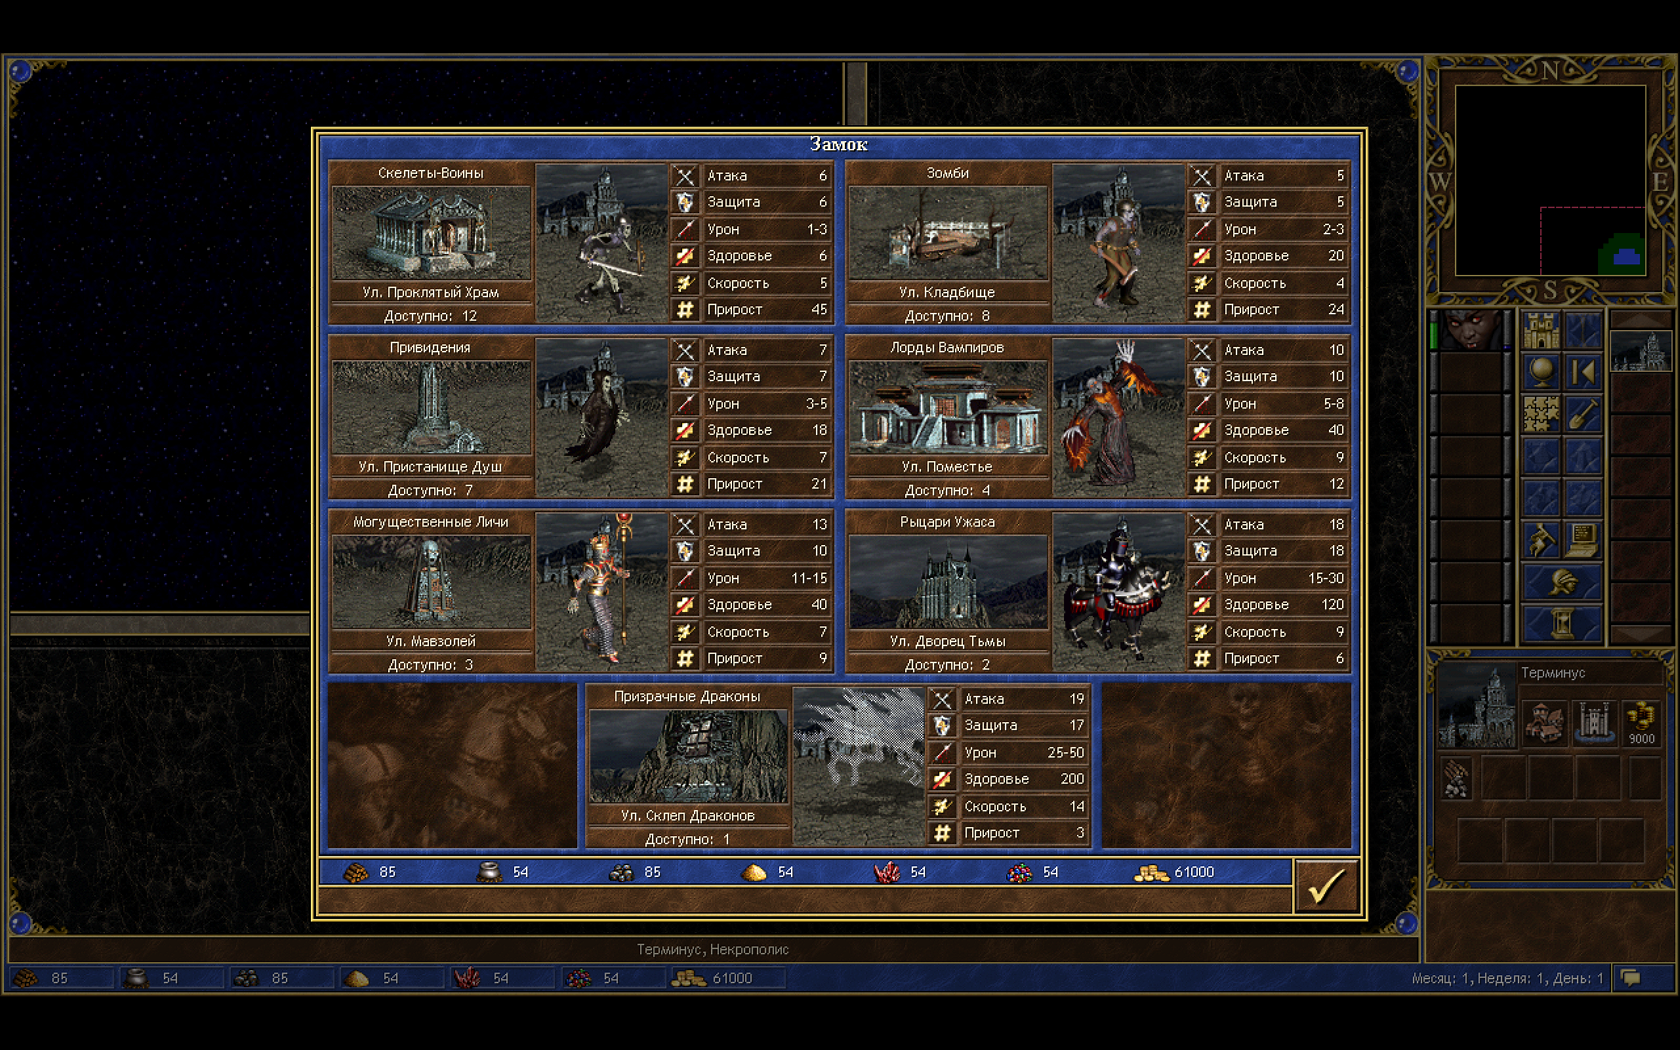 N
W
E
S
Замок
Скелеты-Воины
Ул. Проклятый Храм
Доступно: 12
Атака 6
Защита 6
Урон 1-3
Здоровье 6
Скорость 5
Прирост 45
Зомби
Ул. Кладбище
Доступно: 8
Атака 5
Защита 5
Урон 2-3
Здоровье 20
Скорость 4
Прирост 24
Привидения
Ул. Пристанище Душ
Доступно: 7
Атака 7
Защита 7
Урон 3-5
Здоровье 18
Скорость 7
Прирост 21
Лорды Вампиров
Ул. Поместье
Доступно: 4
Атака 10
Защита 10
Урон 5-8
Здоровье 40
Скорость 9
Прирост 12
Могущественные Личи
Ул. Мавзолей
Доступно: 3
Атака 13
Защита 10
Урон 11-15
Здоровье 40
Скорость 7
Прирост 9
Рыцари Ужаса
Ул. Дворец Тьмы
Доступно: 2
Атака 18
Защита 18
Урон 15-30
Здоровье 120
Скорость 9
Прирост 6
Призрачные Драконы
Ул. Склеп Драконов
Доступно: 1
Атака 19
Защита 17
Урон 25-50
Здоровье 200
Скорость 14
Прирост 3
85 54 85 54 54 54 61000
Терминус
9000
Терминус, Некрополис
85 54 85 54 54 54 61000
Месяц: 1, Неделя: 1, День: 1